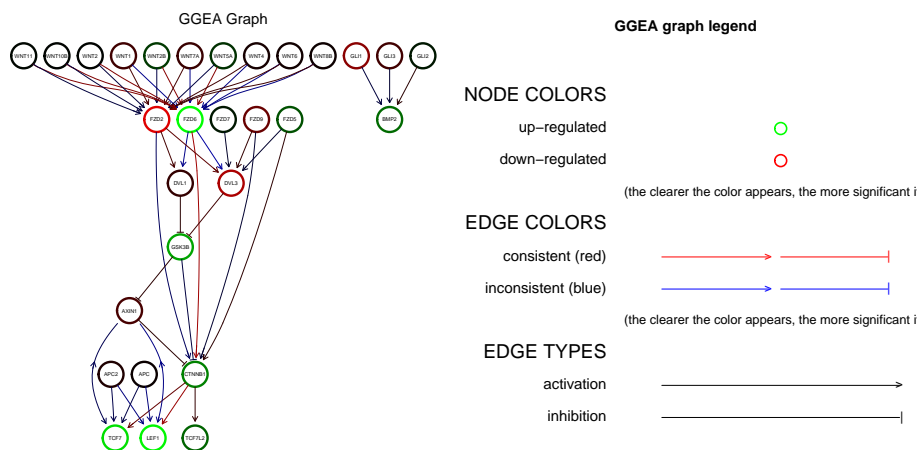 GGEA Graph
WNT11 WNT10B WNT2 WNT1 WNT2B WNT7A WNT5A WNT4 WNT6 WNT8B GLI1 GLI3 GLI2
FZD2 FZD6 FZD7 FZD9 FZD5 BMP2
DVL1 DVL3
GSK3B
AXIN1
APC2 APC CTNNB1
TCF7 LEF1 TCF7L2
GGEA graph legend
NODE COLORS
up−regulated
down−regulated
(the clearer the color appears, the more significant i
EDGE COLORS
consistent (red)
inconsistent (blue)
(the clearer the color appears, the more significant i
EDGE TYPES
activation
inhibition